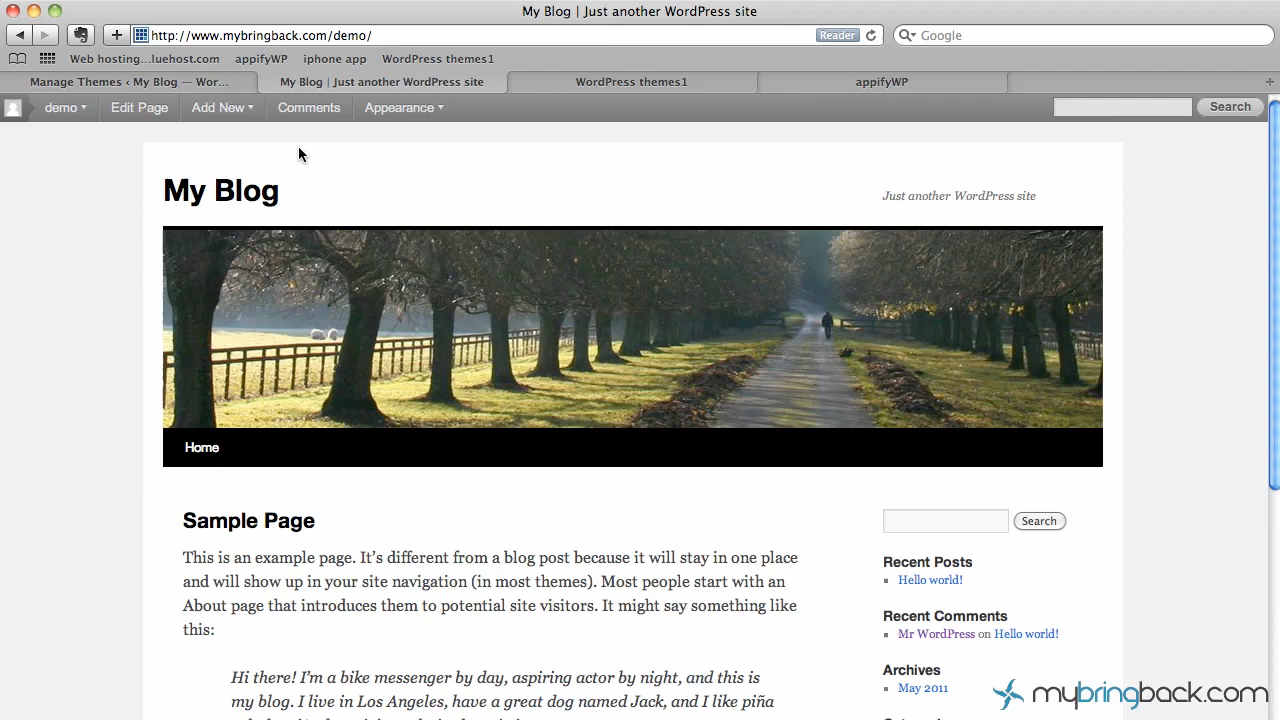 My Blog | Just another WordPress site
http://www.mybringback.com/demo/
Reader
Google
Web hosting...luehost.com appifyWP iphone app WordPress themes1
Manage Themes ‹ My Blog — Wor...
My Blog | Just another WordPress site
WordPress themes1
appifyWP
demo Edit Page Add New Comments Appearance
Search
My Blog
Just another WordPress site
Home
Sample Page
This is an example page. It’s different from a blog post because it will stay in one place
and will show up in your site navigation (in most themes). Most people start with an
About page that introduces them to potential site visitors. It might say something like
this:
Hi there! I’m a bike messenger by day, aspiring actor by night, and this is
my blog. I live in Los Angeles, have a great dog named Jack, and I like piña
Search
Recent Posts
Hello world!
Recent Comments
Mr WordPress on Hello world!
Archives
May 2011
mybringback.com